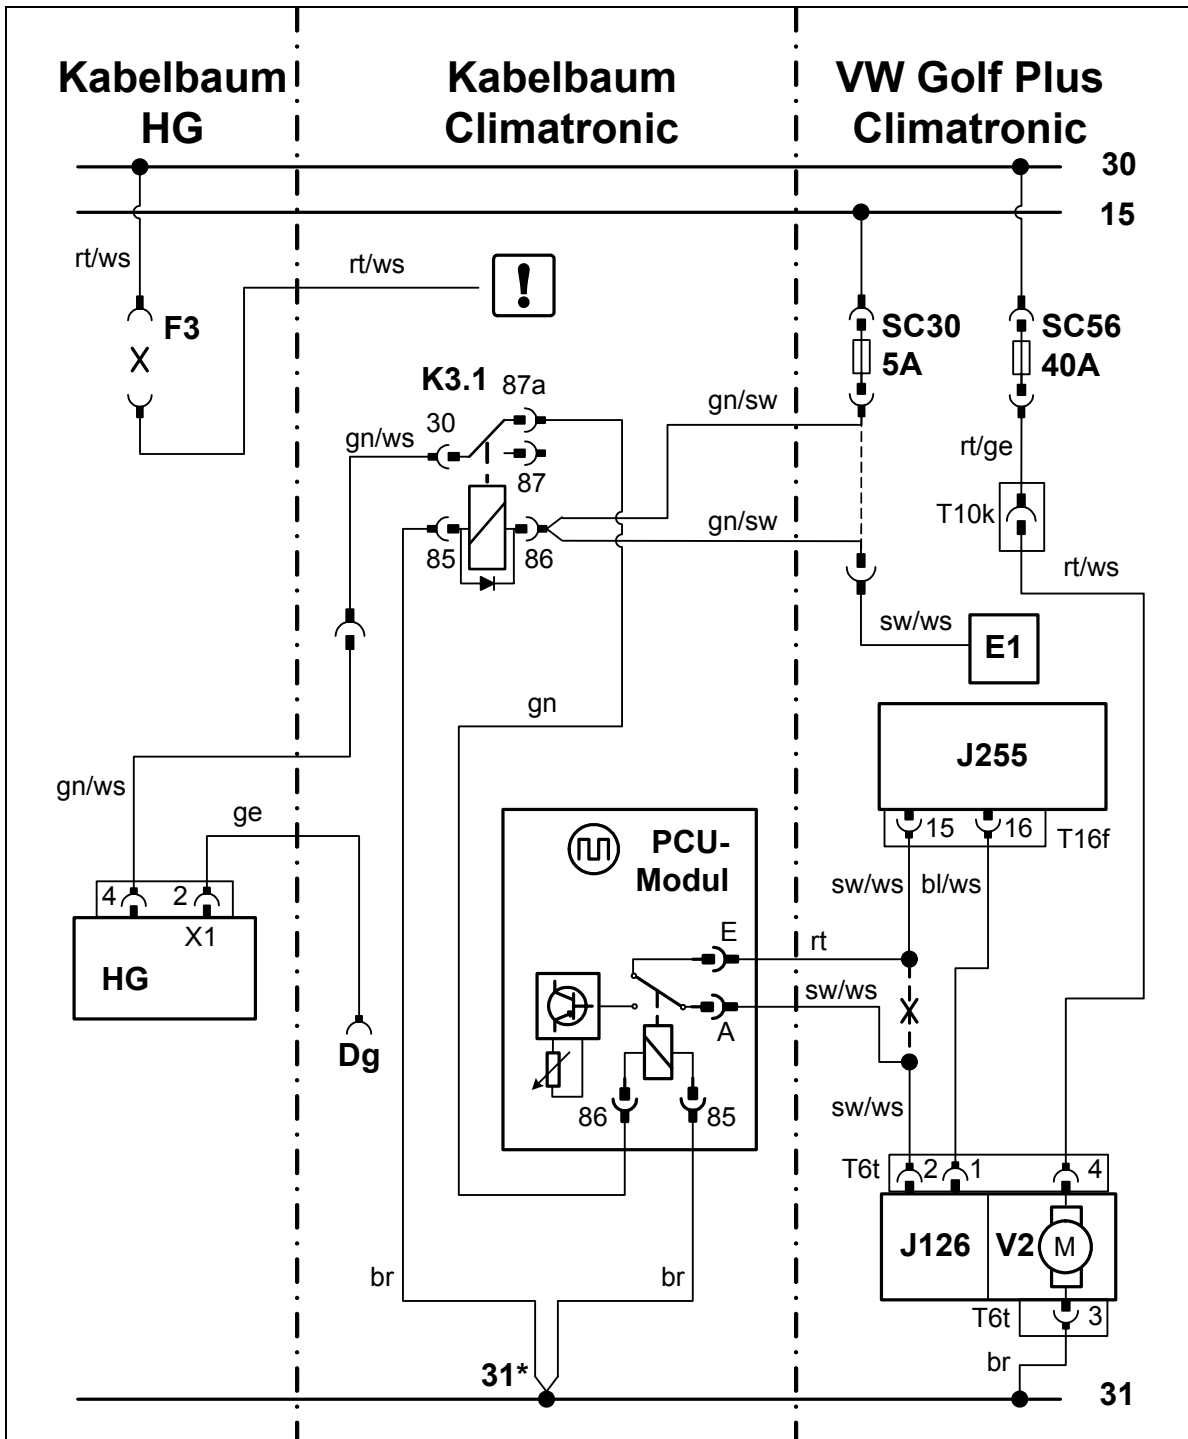 Kabelbaum
HG
Kabelbaum
Climatronic
VW Golf Plus
Climatronic
30
15
rt/ws
rt/ws
!
F3
SC30
5A
SC56
40A
K3.1
87a
gn/sw
30
gn/ws
rt/ge
87
T10k
gn/sw
85
86
rt/ws
sw/ws
E1
gn
J255
gn/ws
ge
15
16
T16f
PCU-
Modul
sw/ws
bl/ws
4
2
X1
E
rt
HG
sw/ws
A
Dg
86
85
sw/ws
T6t
2
1
4
J126
V2
M
br
br
T6t
3
br
31*
31